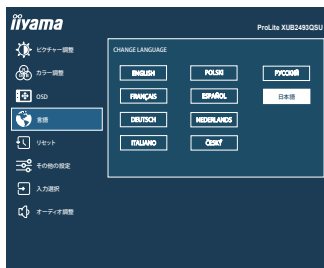 iiyama
ProLite XUB2493QSU
ピクチャー調整
カラー調整
OSD
言語
リセット
その他の設定
入力選択
オーディオ調整
CHANGE LANGUAGE
ENGLISH
POLSKI
РУССКИЙ
FRANÇAIS
ESPAÑOL
日本語
DEUTSCH
NEDERLANDS
ITALIANO
ČESKÝ